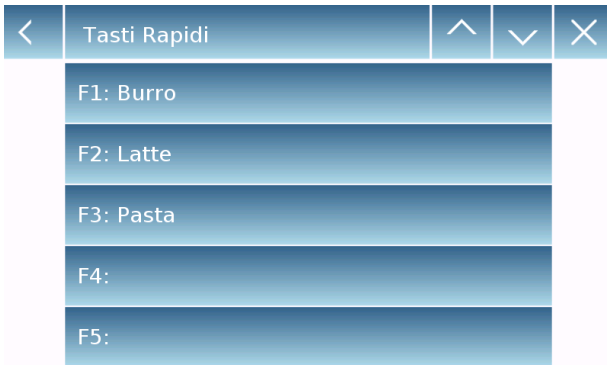 Tasti Rapidi
F1: Burro
F2: Latte
F3: Pasta
F4:
F5: